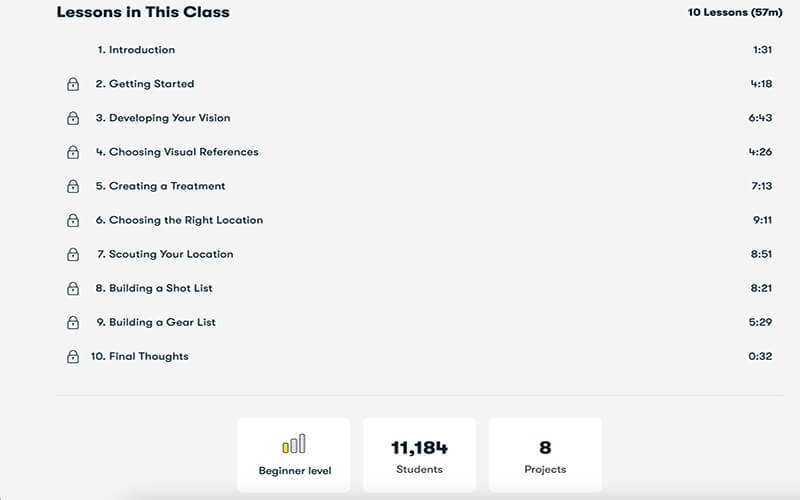 Lessons in This Class 10 Lessons (57m)
1. Introduction 1:31
2. Getting Started 4:18
3. Developing Your Vision 6:43
4. Choosing Visual References 4:26
5. Creating a Treatment 7:13
6. Choosing the Right Location 9:11
7. Scouting Your Location 8:51
8. Building a Shot List 8:21
9. Building a Gear List 5:29
10. Final Thoughts 0:32
Beginner level
11,184
Students
8
Projects